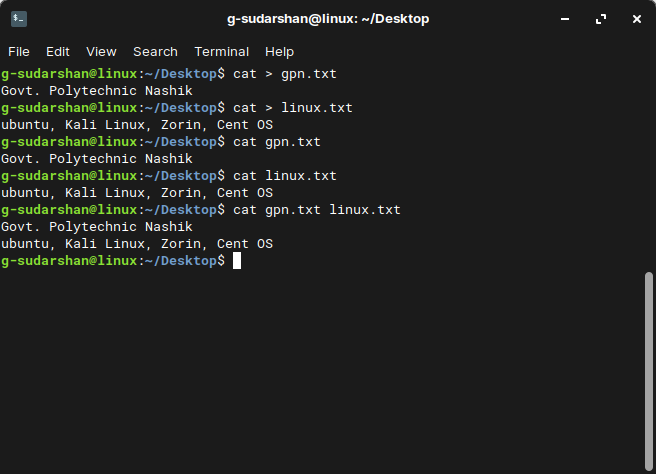 g-sudarshan@linux: ~/Desktop
File Edit View Search Terminal Help
g-sudarshan@linux:~/Desktop$ cat > gpn.txt
Govt. Polytechnic Nashik
g-sudarshan@linux:~/Desktop$ cat > linux.txt
ubuntu, Kali Linux, Zorin, Cent OS
g-sudarshan@linux:~/Desktop$ cat gpn.txt
Govt. Polytechnic Nashik
g-sudarshan@linux:~/Desktop$ cat linux.txt
ubuntu, Kali Linux, Zorin, Cent OS
g-sudarshan@linux:~/Desktop$ cat gpn.txt linux.txt
Govt. Polytechnic Nashik
ubuntu, Kali Linux, Zorin, Cent OS
g-sudarshan@linux:~/Desktop$